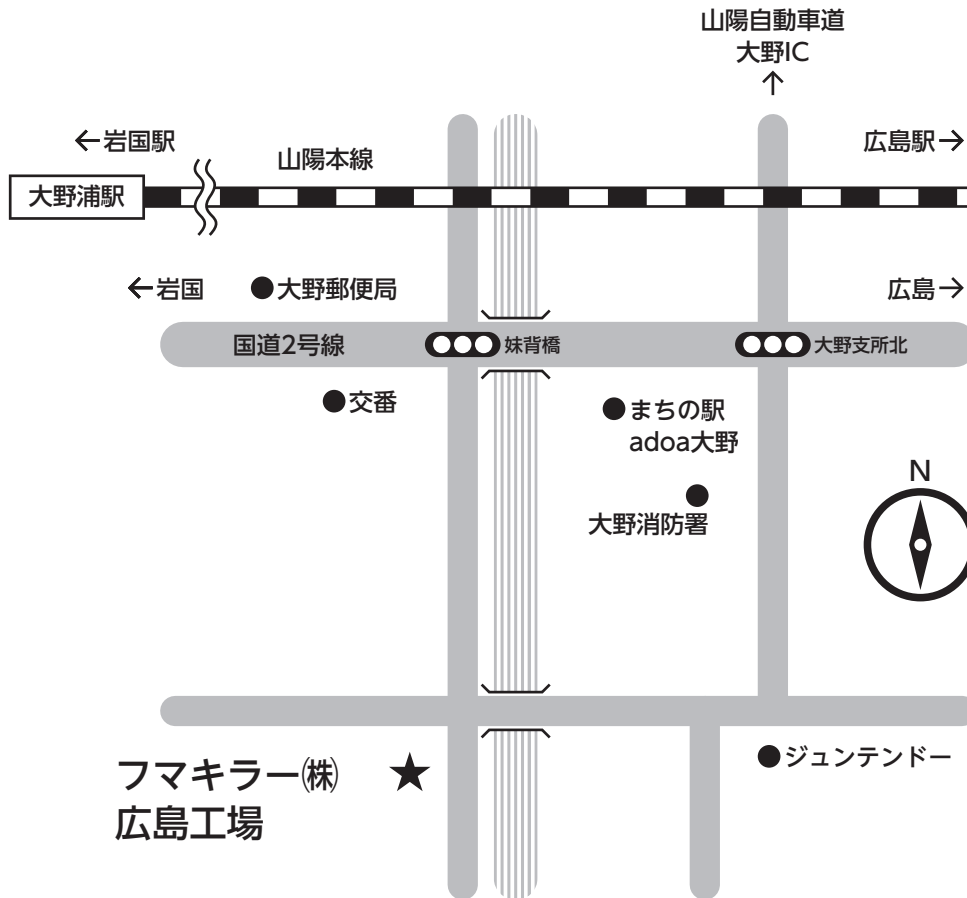 山陽自動車道
大野IC
↑
←岩国駅
山陽本線
広島駅→
大野浦駅
←岩国
●大野郵便局
広島→
国道2号線
妹背橋
大野支所北
●交番
●まちの駅
adoa大野
N
大野消防署
●ジュンテンドー
フマキラー㈱ ★
広島工場